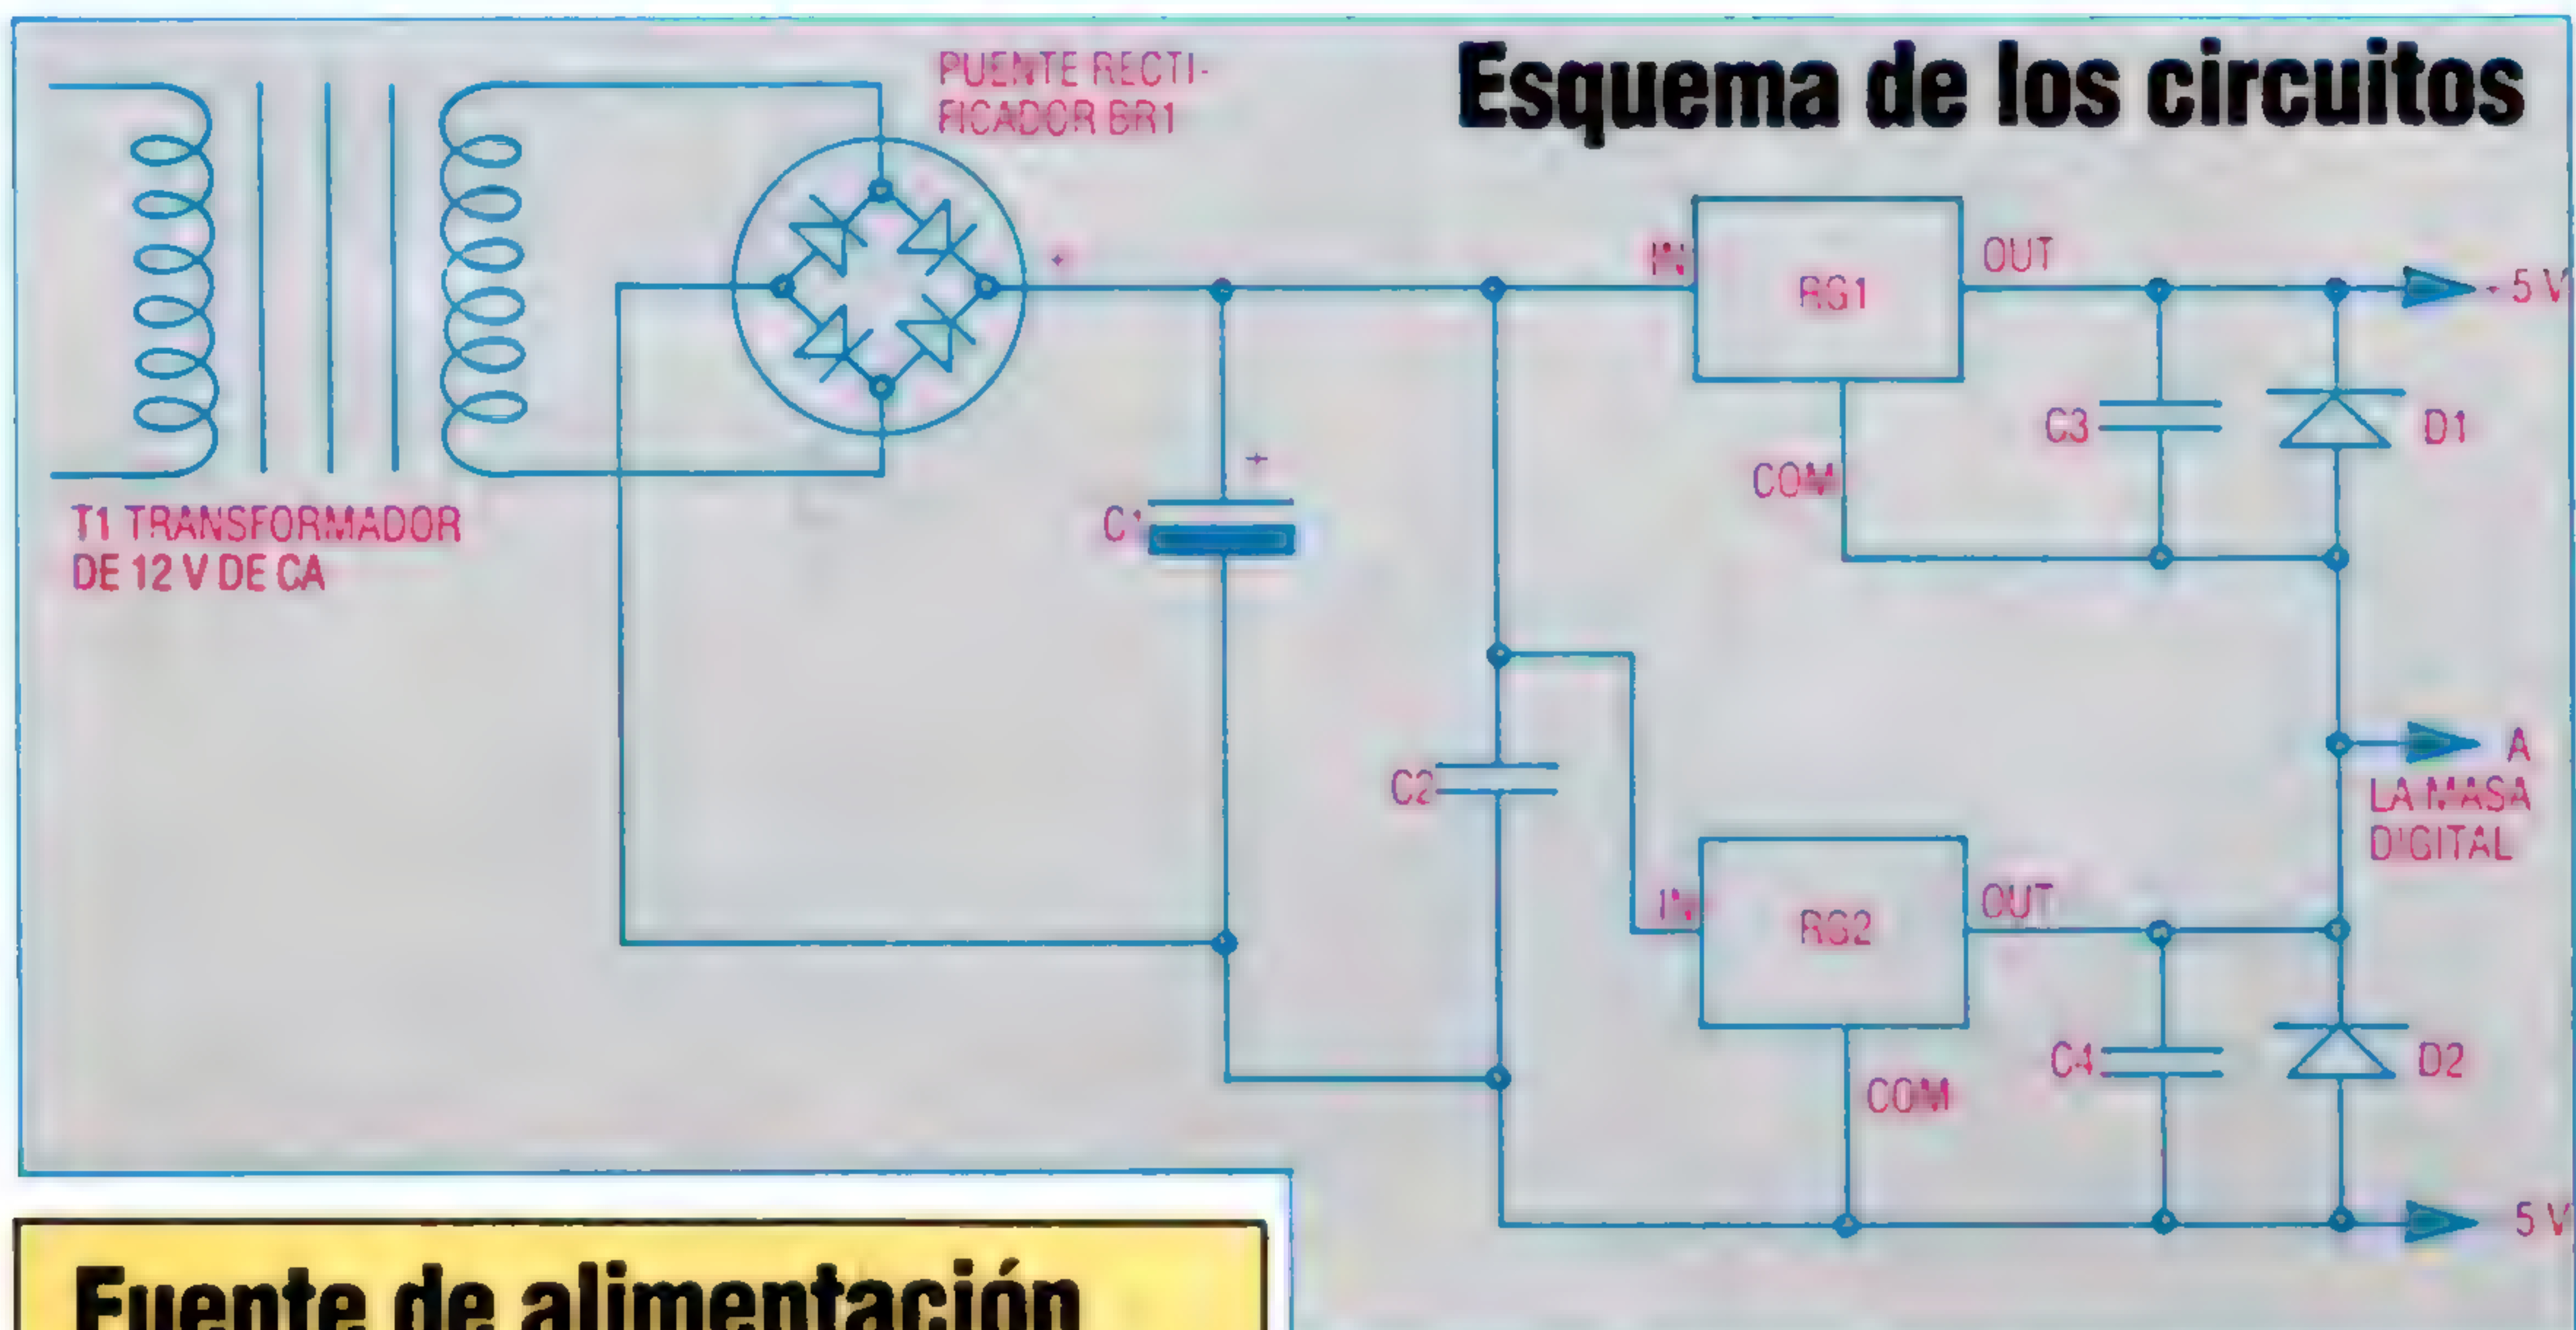 Esquema de los circuitos
PUENTE RECTI-
FICADOR BR1
T1 TRANSFORMADOR
DE 12 V DE CA
C1
C2
IN
RG1
OUT
COM
C3
D1
5 V
A
LA MASA
DIGITAL
IN
RG2
OUT
COM
C4
D2
5 V
Fuente de alimentación